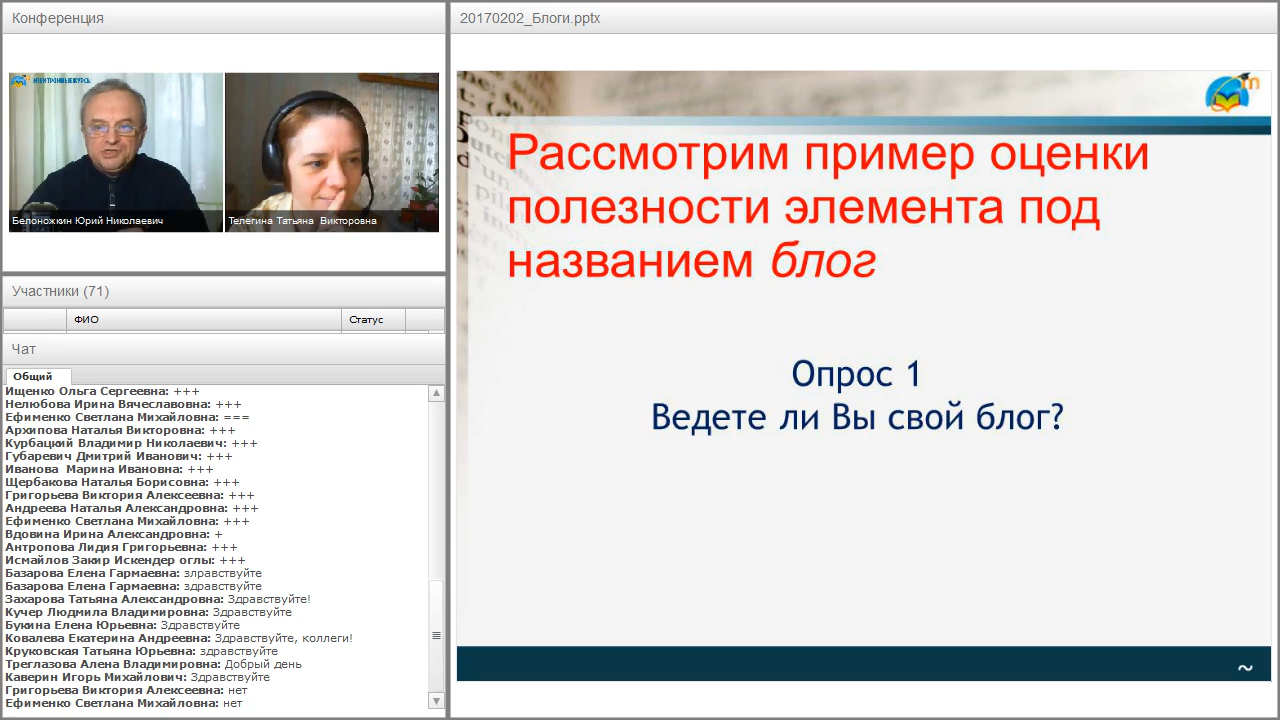 Конференция
ЭЛЕКТРОННЫЕ КУРСЫ
Белоножкин Юрий Николаевич
Телегина Татьяна Викторовна
Участники (71)
ФИО Статус
Чат
Общий
Ищенко Ольга Сергеевна: +++
Нелюбова Ирина Вячеславовна: +++
Ефименко Светлана Михайловна: ===
Архипова Наталья Викторовна: +++
Курбацкий Владимир Николаевич: +++
Губаревич Дмитрий Иванович: +++
Иванова Марина Ивановна: +++
Щербакова Наталья Борисовна: +++
Григорьева Виктория Алексеевна: +++
Андреева Наталья Александровна: +++
Ефименко Светлана Михайловна: +++
Вдовина Ирина Александровна: +
Антропова Лидия Григорьевна: +++
Исмайлов Закир Искендер оглы: +++
Базарова Елена Гармаевна: злравствуйте
Базарова Елена Гармаевна: здравствуйте
Захарова Татьяна Александровна: Здравствуйте!
Кучер Людмила Владимировна: Здравствуйте
Букина Елена Юрьевна: Здравствуйте
Ковалева Екатерина Андреевна: Здравствуйте, коллеги!
Круковская Татьяна Юрьевна: здравствуйте
Треглазова Алена Владимировна: Добрый день
Каверин Игорь Михайлович: Здравствуйте
Григорьева Виктория Алексеевна: нет
Ефименко Светлана Михайловна: нет
20170202_Блоги.pptx
Рассмотрим пример оценки
полезности элемента под
названием блог
Опрос 1
Ведете ли Вы свой блог?
~